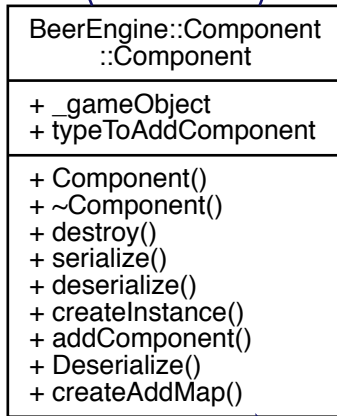 BeerEngine::Component
::Component
+ _gameObject
+ typeToAddComponent
+ Component()
+ ~Component()
+ destroy()
+ serialize()
+ deserialize()
+ createInstance()
+ addComponent()
+ Deserialize()
+ createAddMap()